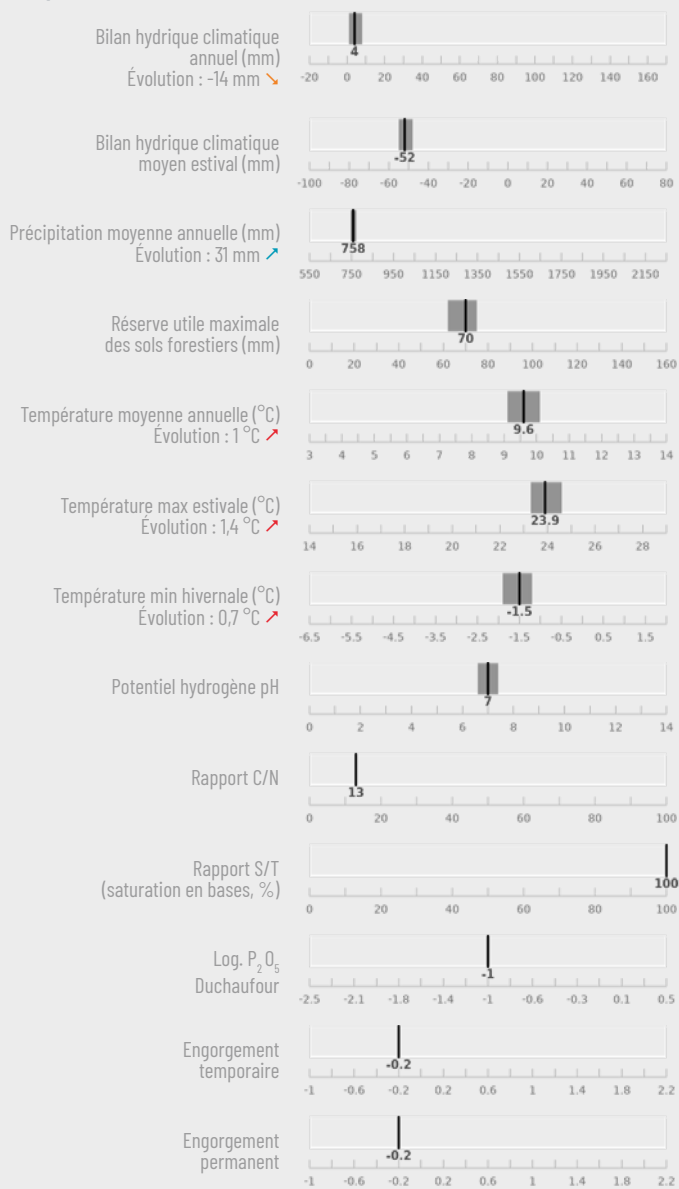 Bilan hydrique climatique
annuel (mm)
Évolution : -14 mm ↘
4
-20 0 20 40 60 80 100 120 140 160
Bilan hydrique climatique
moyen estival (mm)
-52
-100 -80 -60 -40 -20 0 20 40 60 80
Précipitation moyenne annuelle (mm)
Évolution : 31 mm ↗
758
550 750 950 1150 1350 1550 1750 1950 2150
Réserve utile maximale
des sols forestiers (mm)
70
0 20 40 60 80 100 120 140 160
Température moyenne annuelle (°C)
Évolution : 1 °C ↗
9.6
3 4 5 6 7 8 9 10 11 12 13 14
Température max estivale (°C)
Évolution : 1,4 °C ↗
23.9
14 16 18 20 22 24 26 28
Température min hivernale (°C)
Évolution : 0,7 °C ↗
-1.5
-6.5 -5.5 -4.5 -3.5 -2.5 -1.5 -0.5 0.5 1.5
Potentiel hydrogène pH
7
0 2 4 6 8 10 12 14
Rapport C/N
13
0 20 40 60 80 100
Rapport S/T
(saturation en bases, %)
100
0 20 40 60 80 100
Log. P₂O₅
Duchaufour
-1
-2.5 -2.1 -1.8 -1.4 -1 -0.6 -0.3 0.1 0.5
Engorgement
temporaire
-0.2
-1 -0.6 -0.2 0.2 0.6 1 1.4 1.8 2.2
Engorgement
permanent
-0.2
-1 -0.6 -0.2 0.2 0.6 1 1.4 1.8 2.2